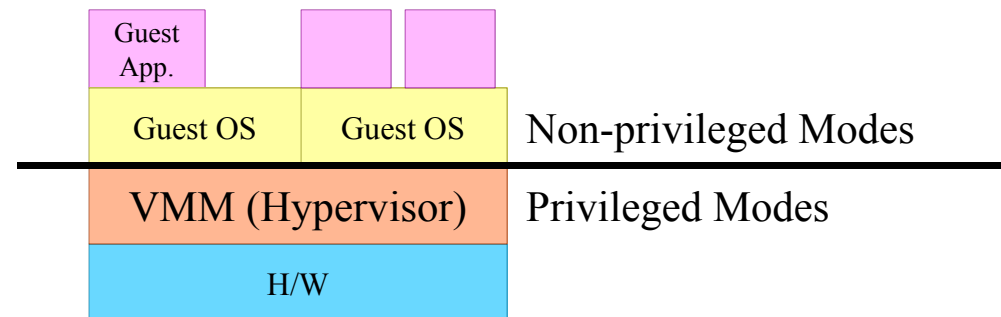 Guest
App.
Guest OS
Guest OS
Non-privileged Modes
VMM (Hypervisor)
Privileged Modes
H/W